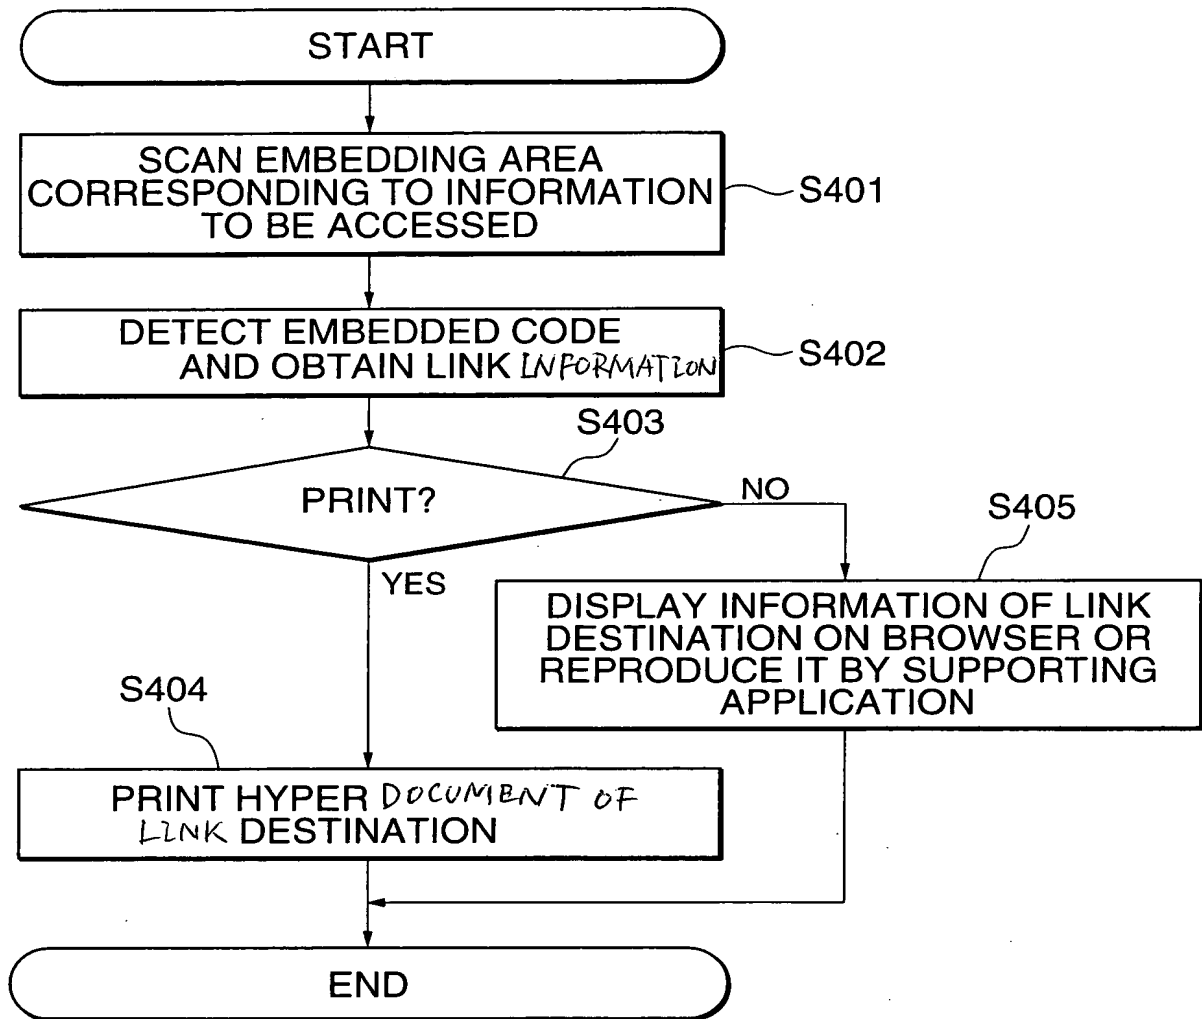 START
SCAN EMBEDDING AREA
CORRESPONDING TO INFORMATION
TO BE ACCESSED
S401
DETECT EMBEDDED CODE
AND OBTAIN LINK INFORMATION
S402
S403
PRINT?
NO
YES
S405
DISPLAY INFORMATION OF LINK
DESTINATION ON BROWSER OR
REPRODUCE IT BY SUPPORTING
APPLICATION
S404
PRINT HYPER DOCUMENT OF
LINK DESTINATION
END